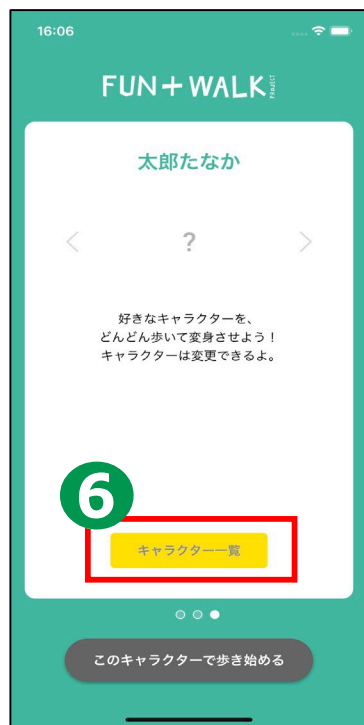 16:06
FUN+WALK PROJECT
太郎たなか
?
好きなキャラクターを、
どんどん歩いて変身させよう!
キャラクターは変更できるよ。
6
キャラクター一覧
このキャラクターで歩き始める